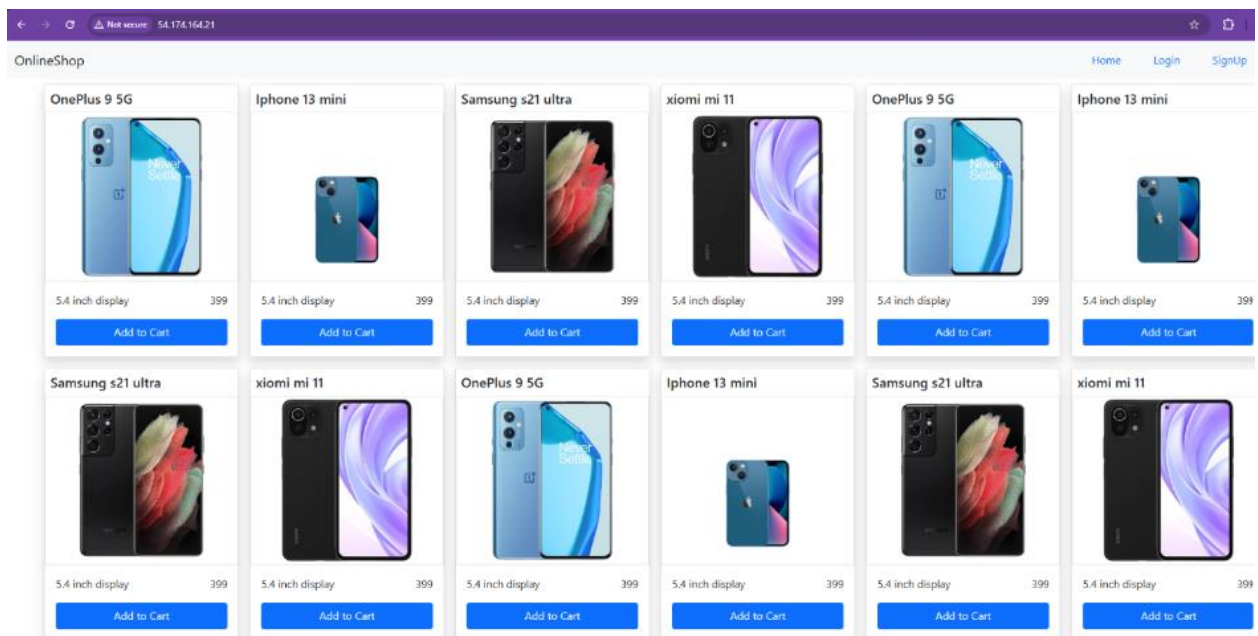 Not secure 54.174.164.21
OnlineShop Home Login SignUp
OnePlus 9 5G Iphone 13 mini Samsung s21 ultra xiomi mi 11 OnePlus 9 5G Iphone 13 mini
Never
Settle
Never
Settle
5.4 inch display 399 5.4 inch display 399 5.4 inch display 399 5.4 inch display 399 5.4 inch display 399 5.4 inch display 399
Add to Cart Add to Cart Add to Cart Add to Cart Add to Cart Add to Cart
Samsung s21 ultra xiomi mi 11 OnePlus 9 5G Iphone 13 mini Samsung s21 ultra xiomi mi 11
Never
Settle
5.4 inch display 399 5.4 inch display 399 5.4 inch display 399 5.4 inch display 399 5.4 inch display 399 5.4 inch display 399
Add to Cart Add to Cart Add to Cart Add to Cart Add to Cart Add to Cart